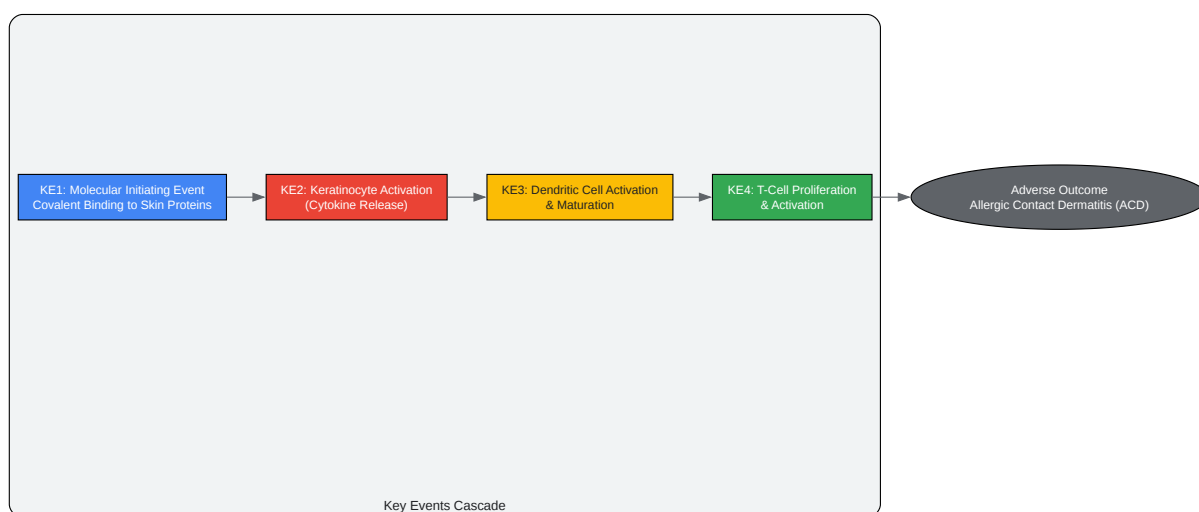 KE1: Molecular Initiating Event
Covalent Binding to Skin Proteins
KE2: Keratinocyte Activation
(Cytokine Release)
KE3: Dendritic Cell Activation
& Maturation
KE4: T-Cell Proliferation
& Activation
Adverse Outcome
Allergic Contact Dermatitis (ACD)
Key Events Cascade